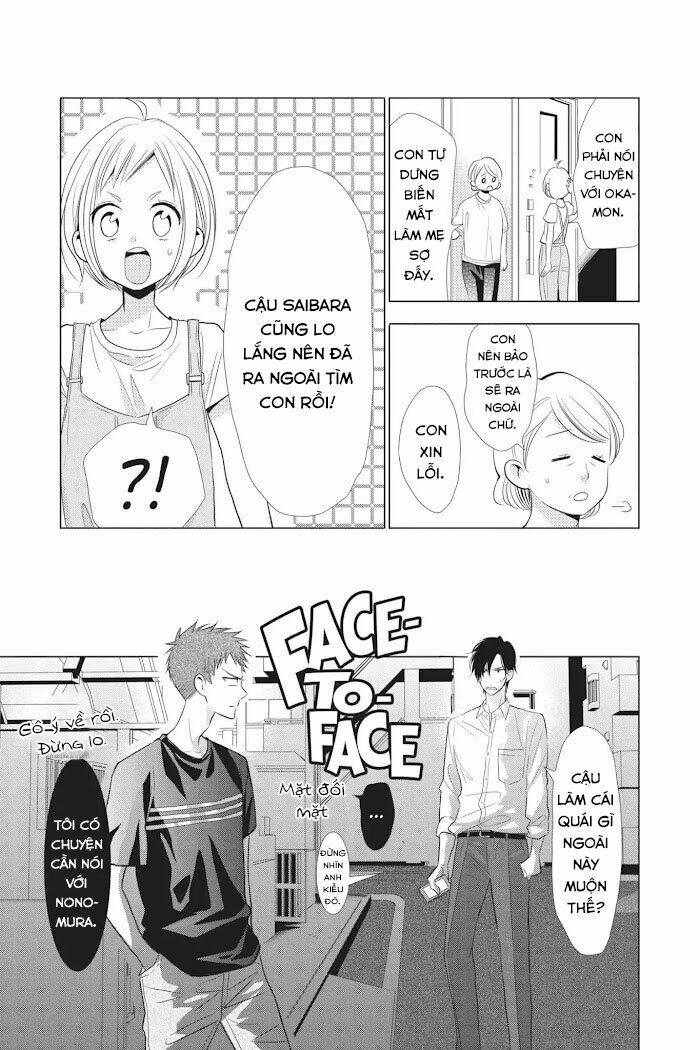 CON
PHẢI NÓI
CHUYỆN
VỚI OKA-
MON.
CON TỰ
DƯNG
BIẾN
MẤT
LÀM MẸ
SỢ
ĐẤY.
CON
NÊN BẢO
TRƯỚC LÀ
SẼ RA
NGOÀI
CHỨ.
CON
XIN
LỖI.
CẬU SAIBARA
CŨNG LO
LẮNG NÊN ĐÃ
RA NGOÀI TÌM
CON RỒI!
?!
FACE-
TO-
FACE
Mặt đối
mặt
CẬU
LÀM CÁI
QUÁI GÌ
NGOÀI
NÀY
MUỘN
THẾ?
...
ĐỪNG
NHÌN
ANH
KIỂU
ĐÓ.
Cô ý về rồi.
Đừng lo.
TÔI CÓ
CHUYỆN
CẦN NÓI
VỚI
NONO-
MURA.